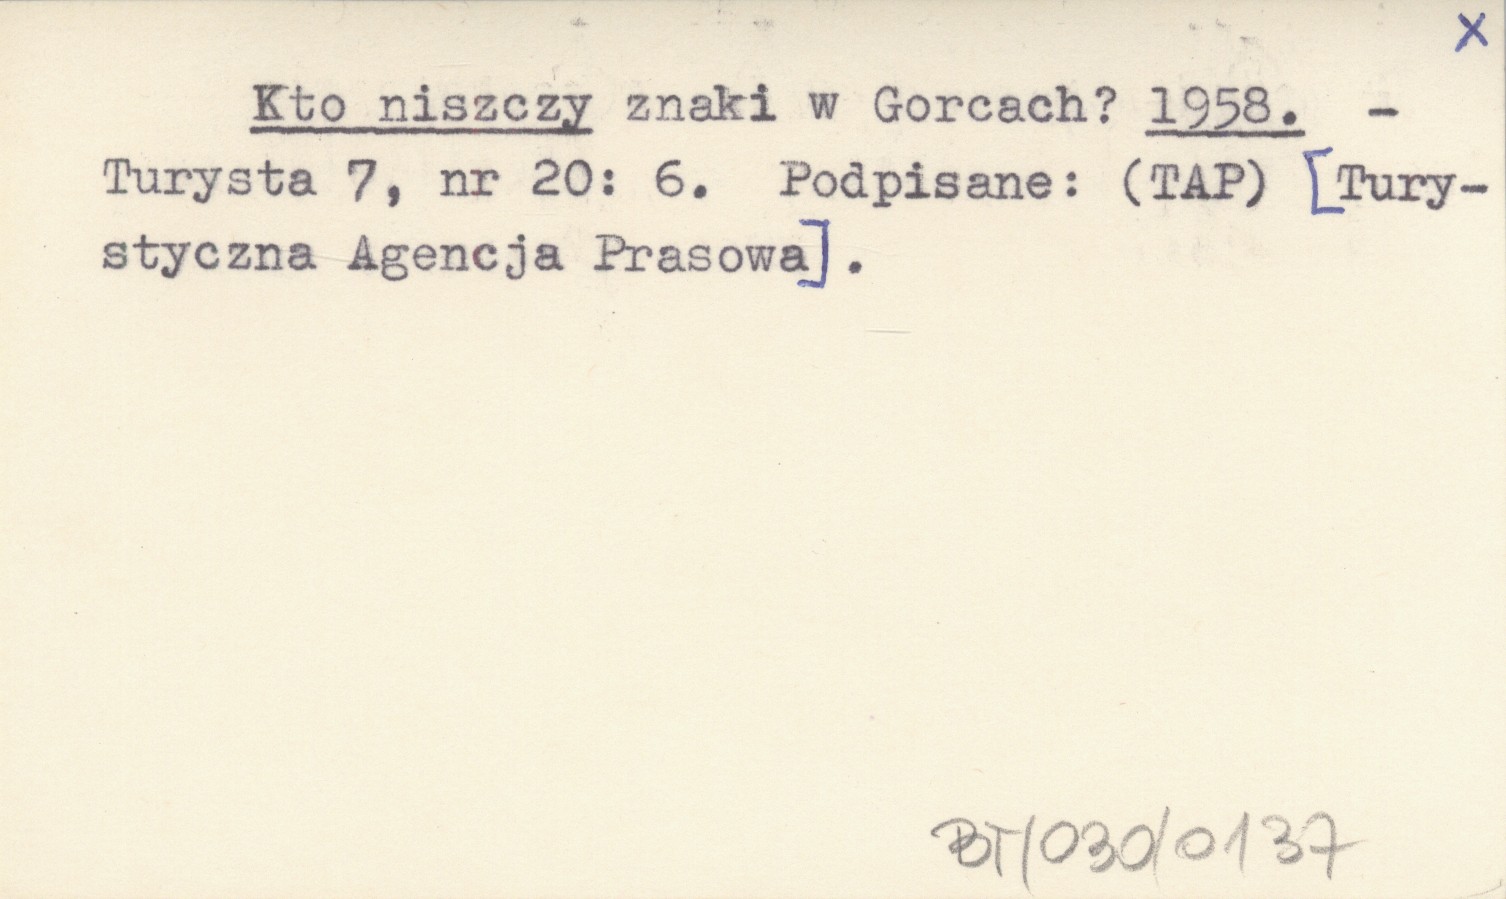 x
Kto niszczy znaki w Gorcach? 1958. -
Turysta 7, nr 20: 6. Podpisane: (TAP) [Tury-
styczna Agencja Prasowa].
BT/030/0137